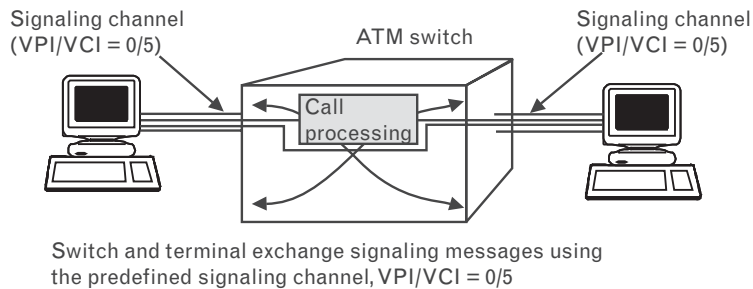 Signaling channel
(VPI/VCI = 0/5)
ATM switch
Signaling channel
(VPI/VCI = 0/5)
Call
processing
Switch and terminal exchange signaling messages using
the predefined signaling channel, VPI/VCI = 0/5